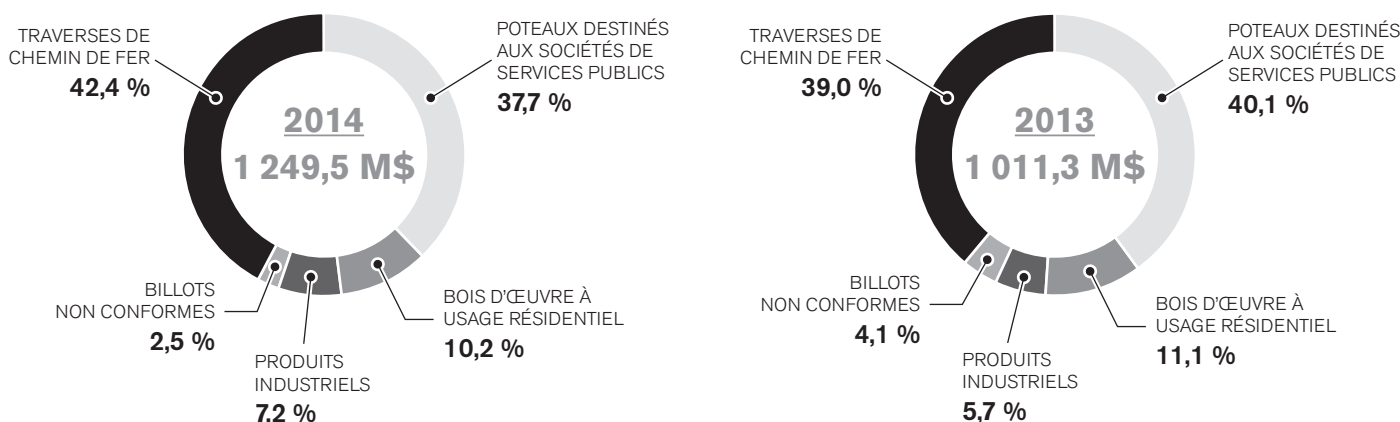 TRAVERSES DE
CHEMIN DE FER
42,4 %
POTEAUX DESTINÉS
AUX SOCIÉTÉS DE
SERVICES PUBLICS
37,7 %
2014
1 249,5 M$
BILLOTS
NON CONFORMES
2,5 %
PRODUITS
INDUSTRIELS
7,2 %
BOIS D'ŒUVRE À
USAGE RÉSIDENTIEL
10,2 %
TRAVERSES DE
CHEMIN DE FER
39,0 %
POTEAUX DESTINÉS
AUX SOCIÉTÉS DE
SERVICES PUBLICS
40,1 %
2013
1 011,3 M$
BILLOTS
NON CONFORMES
4,1 %
PRODUITS
INDUSTRIELS
5,7 %
BOIS D'ŒUVRE À
USAGE RÉSIDENTIEL
11,1 %